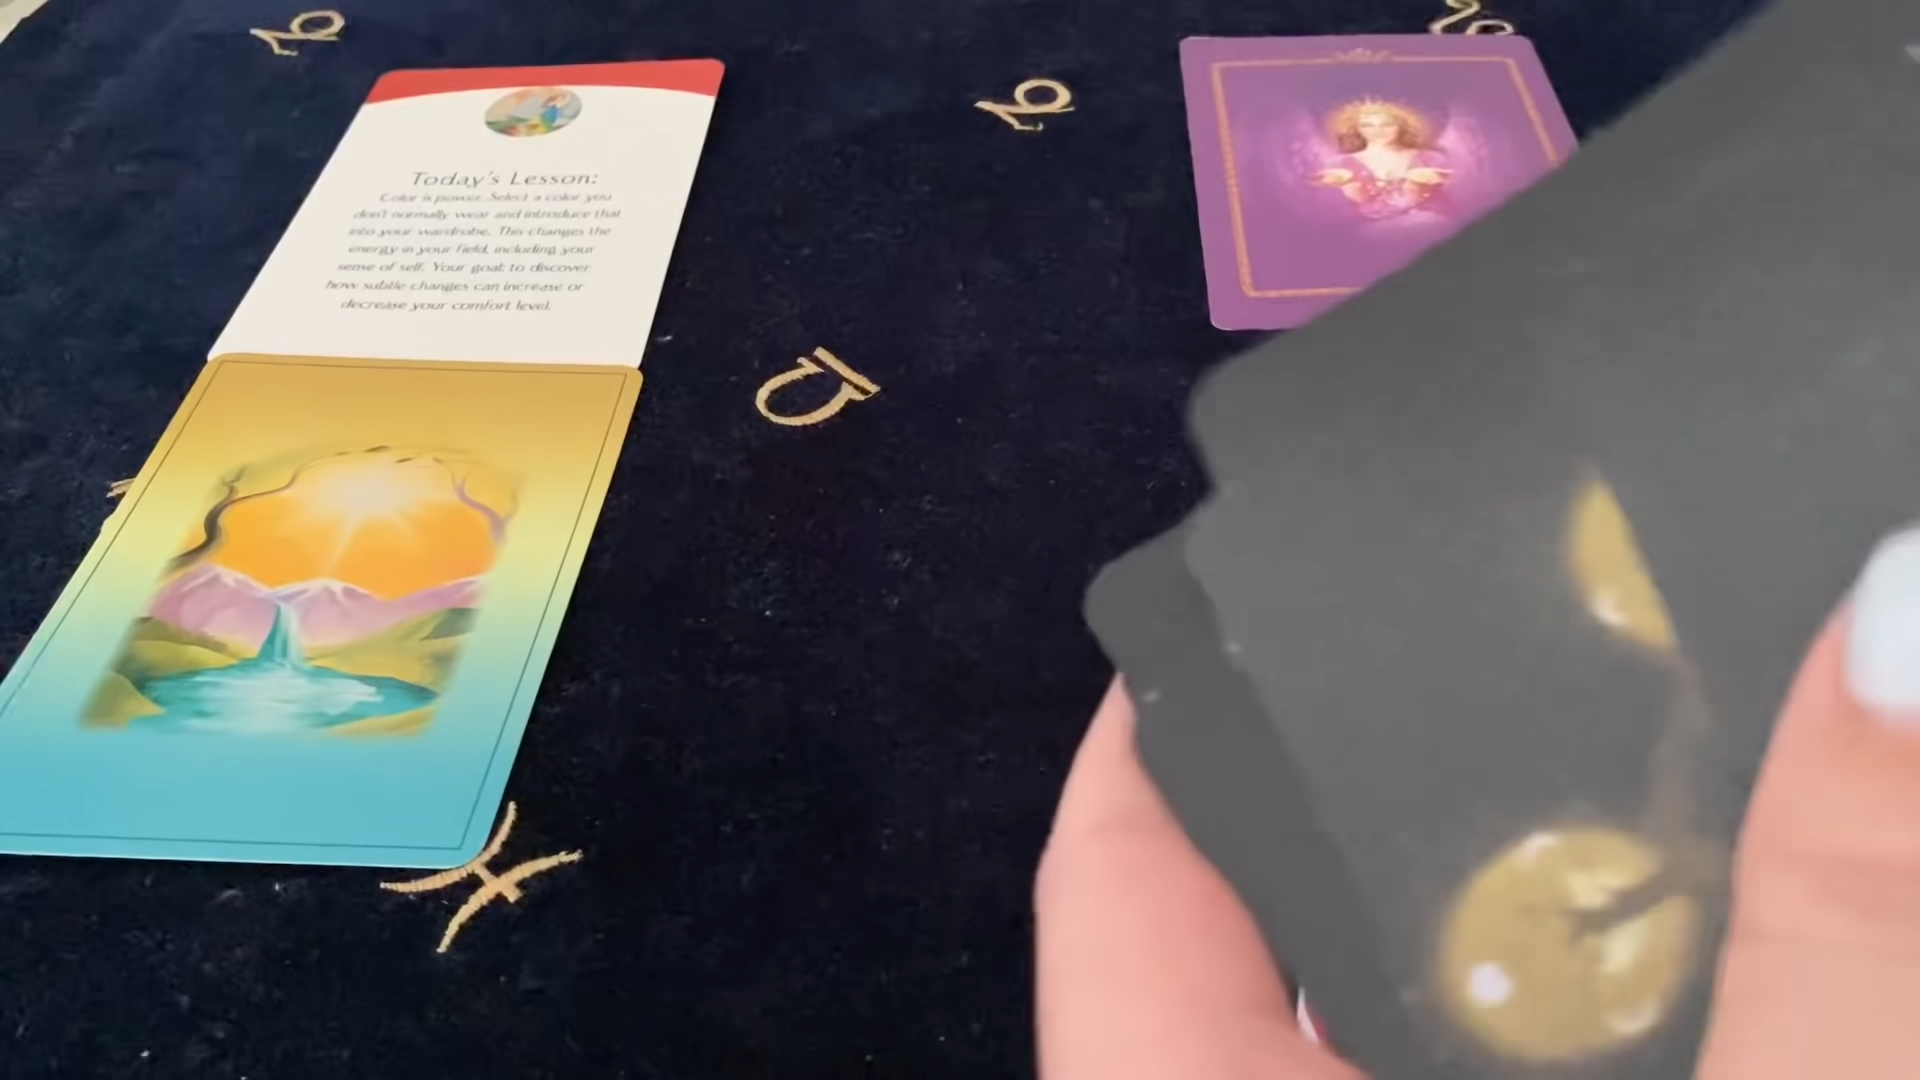 Today's Lesson:
Color is power. Select a color you
don't normally wear and introduce that
into your wardrobe. This changes the
energy in your field, including your
sense of self. Your goal: to discover
how subtle changes can increase or
decrease your comfort level.